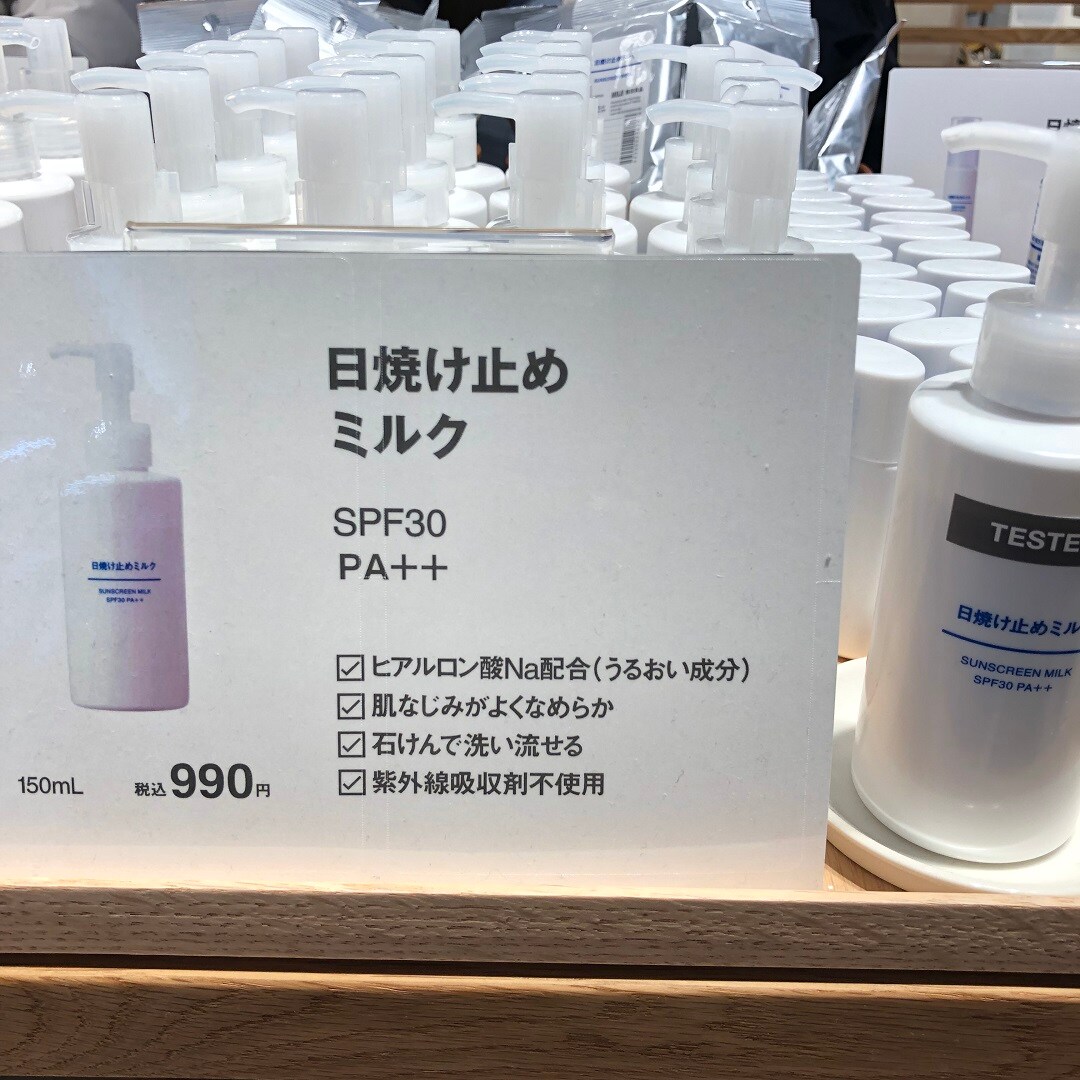 日焼け止め
ミルク
SPF30
PA++
日焼け止めミルク
SUNSCREEN MILK
SPF30 PA++
☑ヒアルロン酸Na配合(うるおい成分)
☑肌なじみがよくなめらか
☑石けんで洗い流せる
☑紫外線吸収剤不使用
150mL 税込990円
TESTE
日焼け止めミル
SUNSCREEN MILK
SPF30 PA++